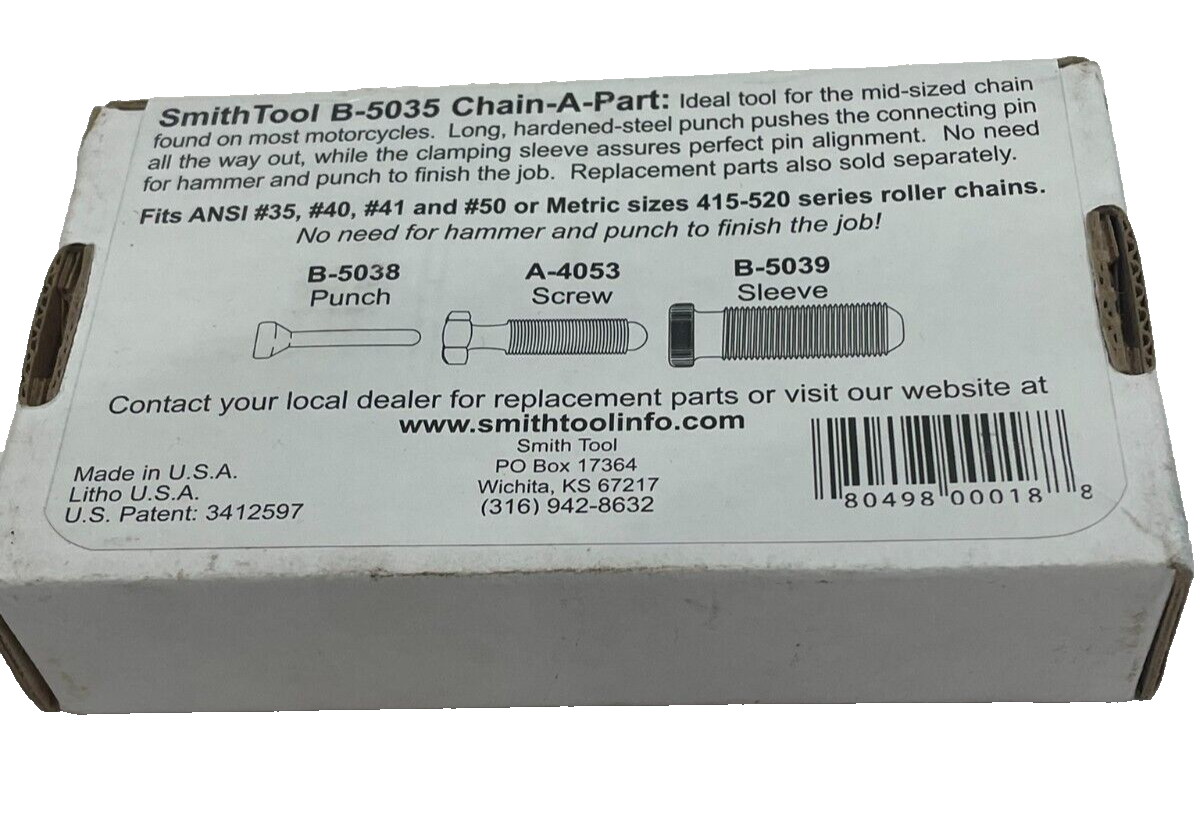 SmithTool B-5035 Chain-A-Part: Ideal tool for the mid-sized chain
found on most motorcycles. Long, hardened-steel punch pushes the connecting pin
all the way out, while the clamping sleeve assures perfect pin alignment. No need
for hammer and punch to finish the job. Replacement parts also sold separately.
Fits ANSI #35, #40, #41 and #50 or Metric sizes 415-520 series roller chains.
No need for hammer and punch to finish the job!
B-5038
Punch
A-4053
Screw
B-5039
Sleeve
Contact your local dealer for replacement parts or visit our website at
www.smithtoolinfo.com
Smith Tool
PO Box 17364
Wichita, KS 67217
(316) 942-8632
Made in U.S.A.
Litho U.S.A.
U.S. Patent: 3412597
80498 00018 8